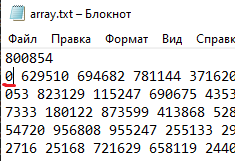 array.txt – Блокнот
Файл Правка Формат Вид Справ
800854
0 629510 694682 781144 371620
053 823129 115247 690675 4353
7333 180122 873599 413868 528
54720 956808 955247 255133 29
2716 25168 721629 658119 2440